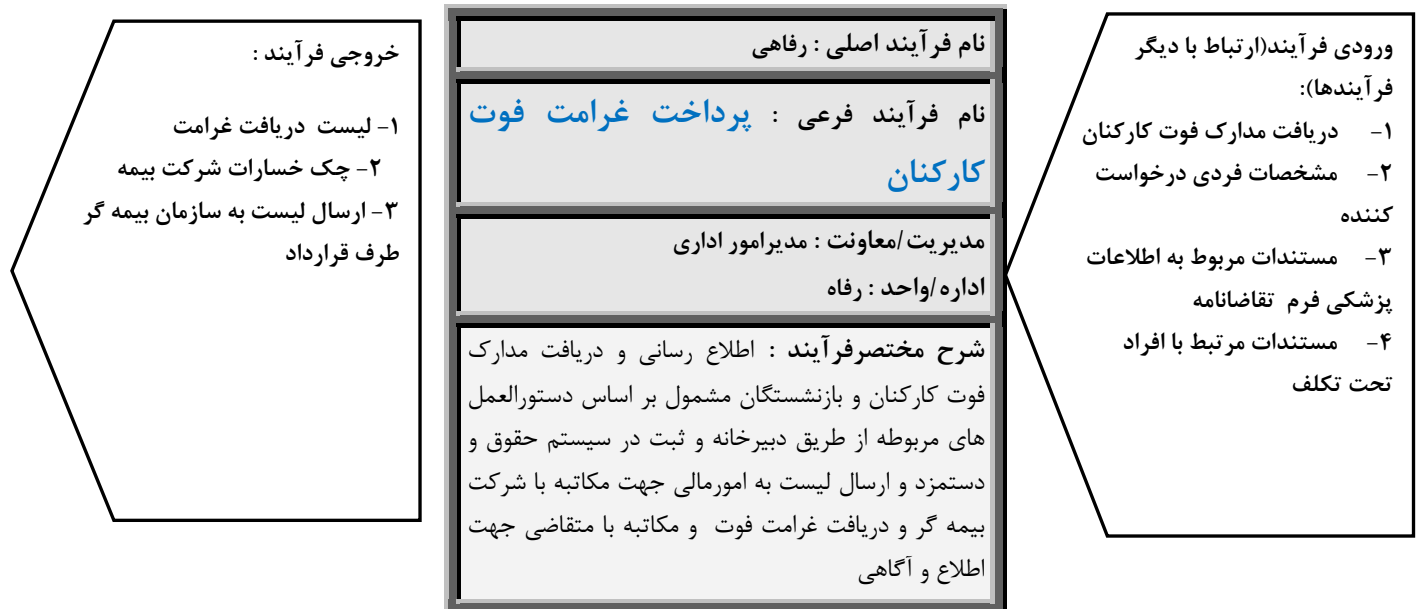 ورودی فرآیند(ارتباط با دیگر
فرآیندها):
۱- دریافت مدارک فوت کارکنان
۲- مشخصات فردی درخواست
کننده
۳- مستندات مربوط به اطلاعات
پزشکی فرم تقاضانامه
۴- مستندات مرتبط با افراد
تحت تکلف
نام فرآیند اصلی : رفاهی
نام فرآیند فرعی : پرداخت غرامت فوت
کارکنان
مدیریت/معاونت : مدیرامور اداری
اداره/واحد : رفاه
شرح مختصرفرآیند : اطلاع رسانی و دریافت مدارک
فوت کارکنان و بازنشستگان مشمول بر اساس دستورالعمل
های مربوطه از طریق دبیرخانه و ثبت در سیستم حقوق و
دستمزد و ارسال لیست به امورمالی جهت مکاتبه با شرکت
بیمه گر و دریافت غرامت فوت و مکاتبه با متقاضی جهت
اطلاع و آگاهی
خروجی فرآیند :
۱- لیست دریافت غرامت
۲- چک خسارات شرکت بیمه
۳- ارسال لیست به سازمان بیمه گر
طرف قرارداد